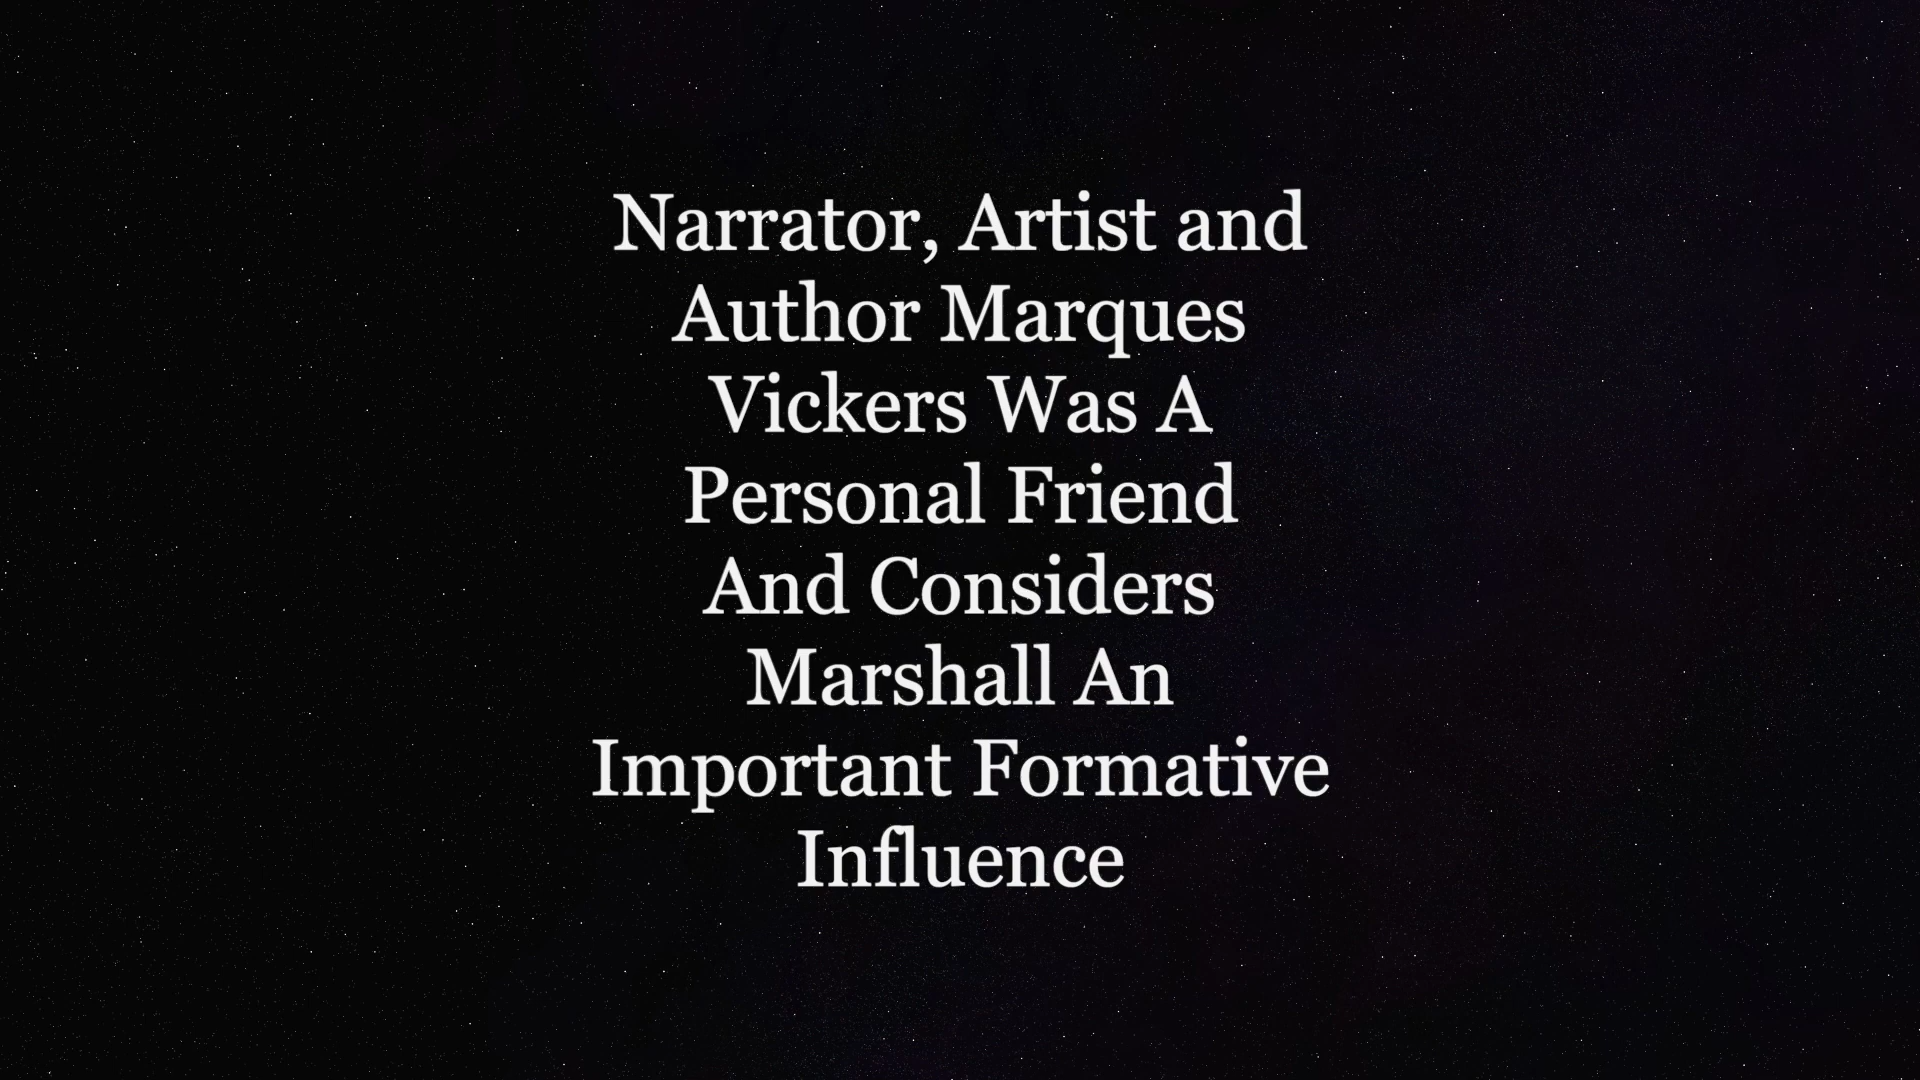 Narrator, Artist and
Author Marques
Vickers Was A
Personal Friend
And Considers
Marshall An
Important Formative
Influence